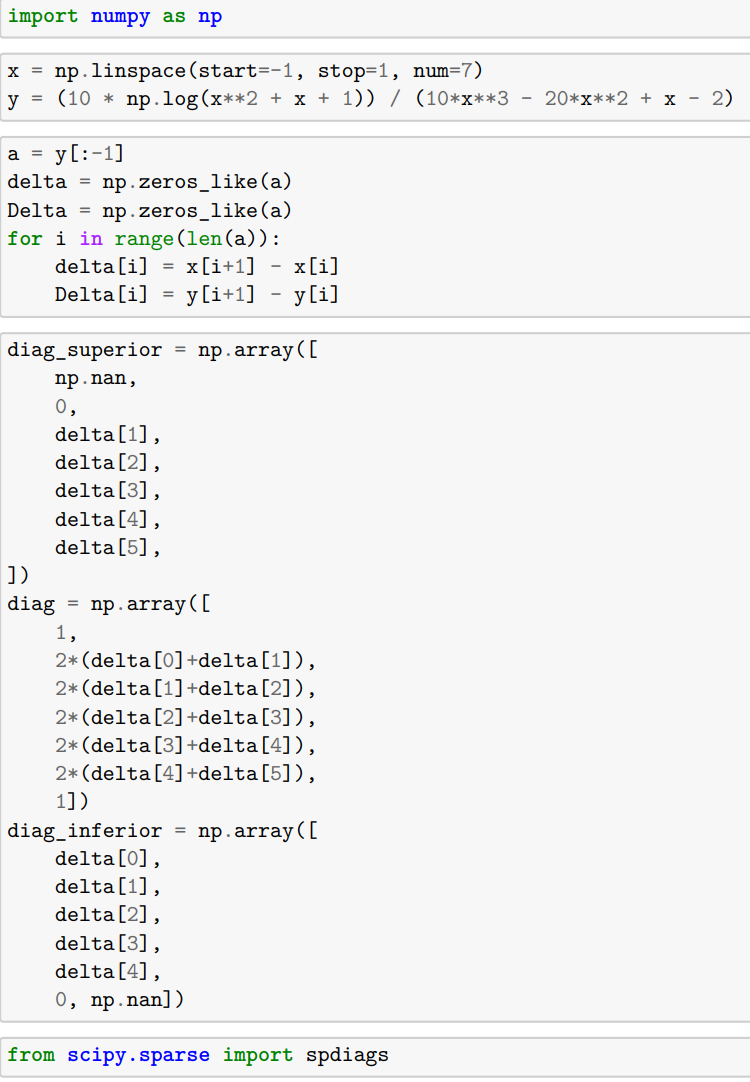 import numpy as np
x = np.linspace(start=-1, stop=1, num=7)
y = (10 * np.log(x**2 + x + 1)) / (10*x**3 - 20*x**2 + x - 2)
a = y[:-1]
delta = np.zeros_like(a)
Delta = np.zeros_like(a)
for i in range(len(a)):
    delta[i] = x[i+1] - x[i]
    Delta[i] = y[i+1] - y[i]
diag_superior = np.array([
    np.nan,
    0,
    delta[1],
    delta[2],
    delta[3],
    delta[4],
    delta[5],
])
diag = np.array([
    1,
    2*(delta[0]+delta[1]),
    2*(delta[1]+delta[2]),
    2*(delta[2]+delta[3]),
    2*(delta[3]+delta[4]),
    2*(delta[4]+delta[5]),
    1])
diag_inferior = np.array([
    delta[0],
    delta[1],
    delta[2],
    delta[3],
    delta[4],
    0, np.nan])
from scipy.sparse import spdiags